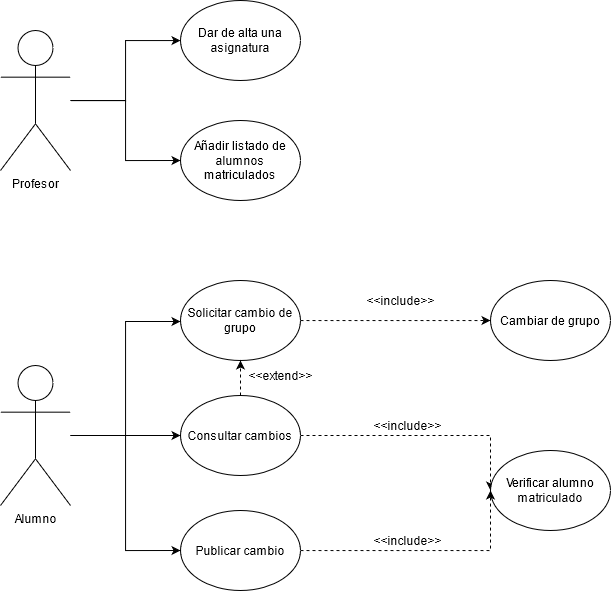 Dar de alta una
asignatura
Profesor
Añadir listado de
alumnos
matriculados
Solicitar cambio de
grupo
<<include>>
Cambiar de grupo
<<extend>>
Alumno
Consultar cambios
<<include>>
Verificar alumno
matriculado
Publicar cambio
<<include>>